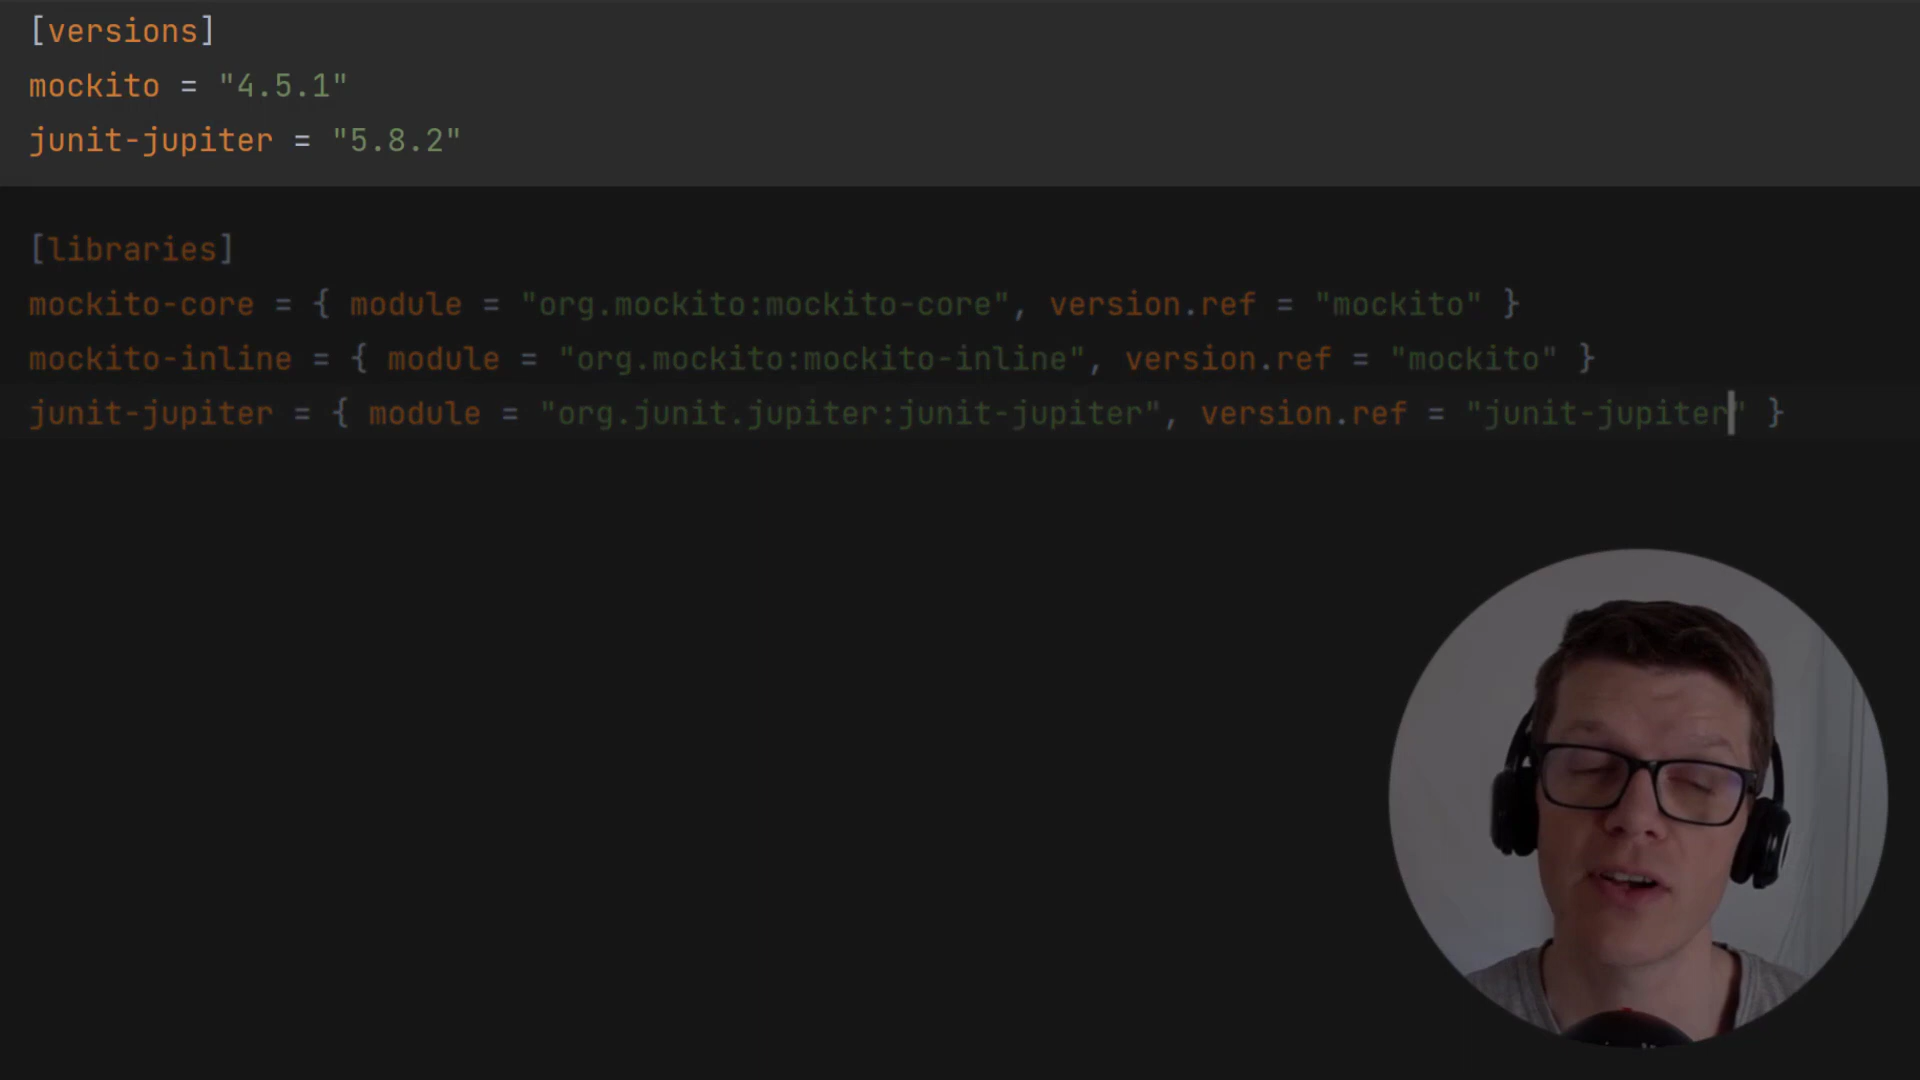 [versions]
mockito = "4.5.1"
junit-jupiter = "5.8.2"
[libraries]
mockito-core = { module = "org.mockito:mockito-core", version.ref = "mockito" }
mockito-inline = { module = "org.mockito:mockito-inline", version.ref = "mockito" }
junit-jupiter = { module = "org.junit.jupiter:junit-jupiter", version.ref = "junit-jupiter" }